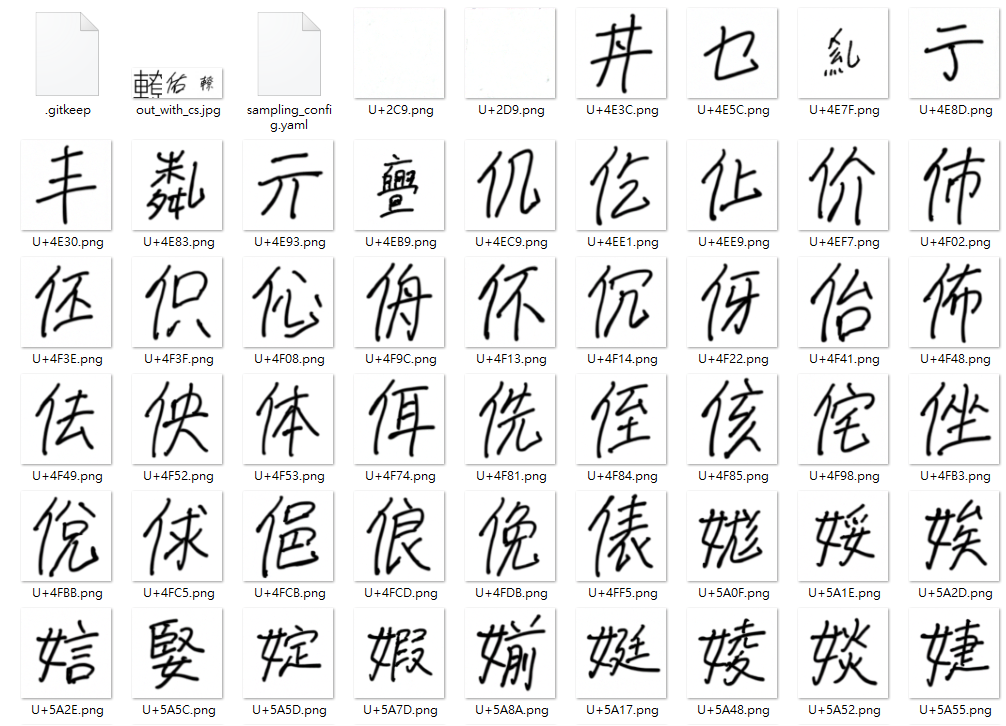 .gitkeep out_with_cs.jpg sampling_confi
g.yaml U+2C9.png U+2D9.png U+4E3C.png U+4E5C.png U+4E7F.png U+4E8D.png
丼 乜 乿 亍
丰 亃 亓 亹 仉 仡 仩 价 伂
U+4E30.png U+4E83.png U+4E93.png U+4EB9.png U+4EC9.png U+4EE1.png U+4EE9.png U+4EF7.png U+4F02.png
伾 伿 伈 侜 伓 伔 伢 佁 佈
U+4F3E.png U+4F3F.png U+4F08.png U+4F9C.png U+4F13.png U+4F14.png U+4F22.png U+4F41.png U+4F48.png
佉 佒 体 佴 侁 侄 侅 侘 侳
U+4F49.png U+4F52.png U+4F53.png U+4F74.png U+4F81.png U+4F84.png U+4F85.png U+4F98.png U+4FB3.png
侻 俅 俋 俍 俛 俵 娏 娞 娭
U+4FBB.png U+4FC5.png U+4FCB.png U+4FCD.png U+4FDB.png U+4FF5.png U+5A0F.png U+5A1E.png U+5A2D.png
娮 娶 婝 婽 媊 娗 婈 婒 婕
U+5A2E.png U+5A5C.png U+5A5D.png U+5A7D.png U+5A8A.png U+5A17.png U+5A48.png U+5A52.png U+5A55.png